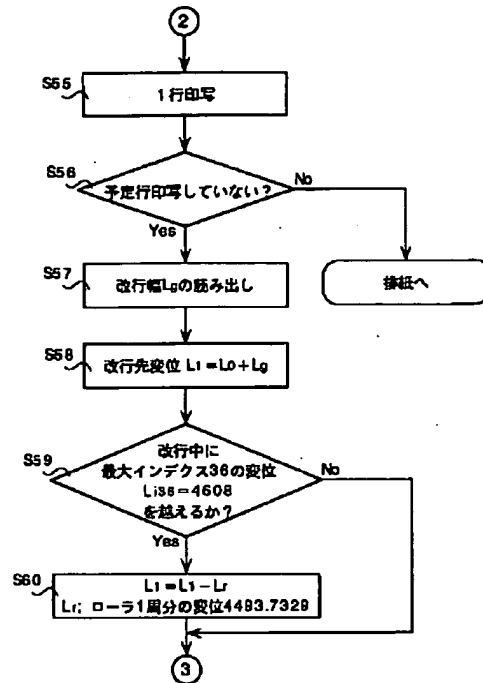 2
S55
1行印写
S56
予定行印写していない？
No
Yes
S57
改行幅Lgの読み出し
排紙へ
S58
改行先変位 L1=L0+Lg
S59
改行中に
最大インデクス36の変位
Li36=4608
を越えるか？
No
Yes
S60
L1=L1-Lr
Lr; ローラ1周分の変位4493.7329
3